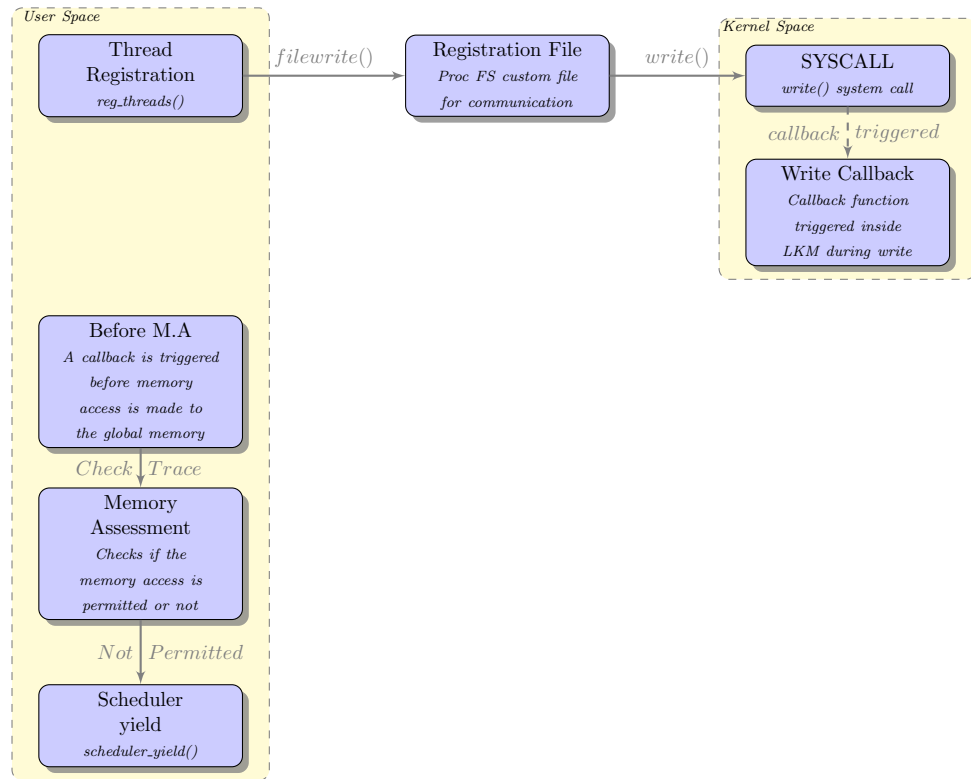 User Space
Thread
Registration
reg_threads()
filewrite()
Registration File
Proc FS custom file
for communication
write()
Kernel Space
SYSCALL
write() system call
callback triggered
Write Callback
Callback function
triggered inside
LKM during write
Before M.A
A callback is triggered
before memory
access is made to
the global memory
Check Trace
Memory
Assessment
Checks if the
memory access is
permitted or not
Not Permitted
Scheduler
yield
scheduler_yield()